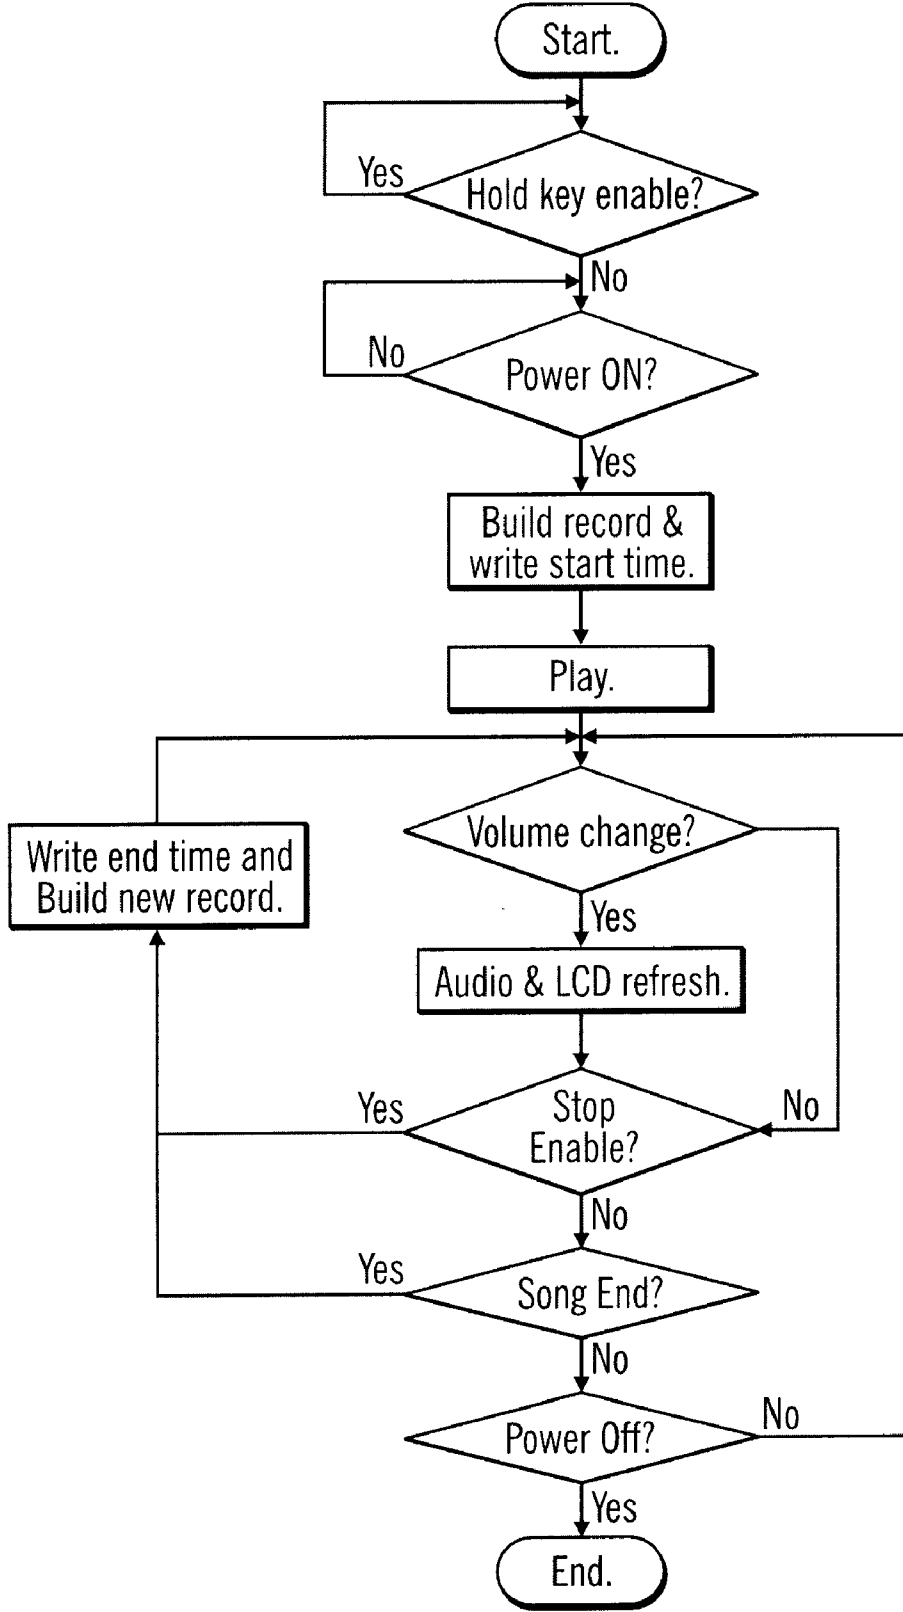 Start.
Yes
Hold key enable?
No
No
Power ON?
Yes
Build record &
write start time.
Play.
Volume change?
Write end time and
Build new record.
Yes
Audio & LCD refresh.
Yes
Stop
Enable?
No
No
Yes
Song End?
No
Power Off?
No
Yes
End.